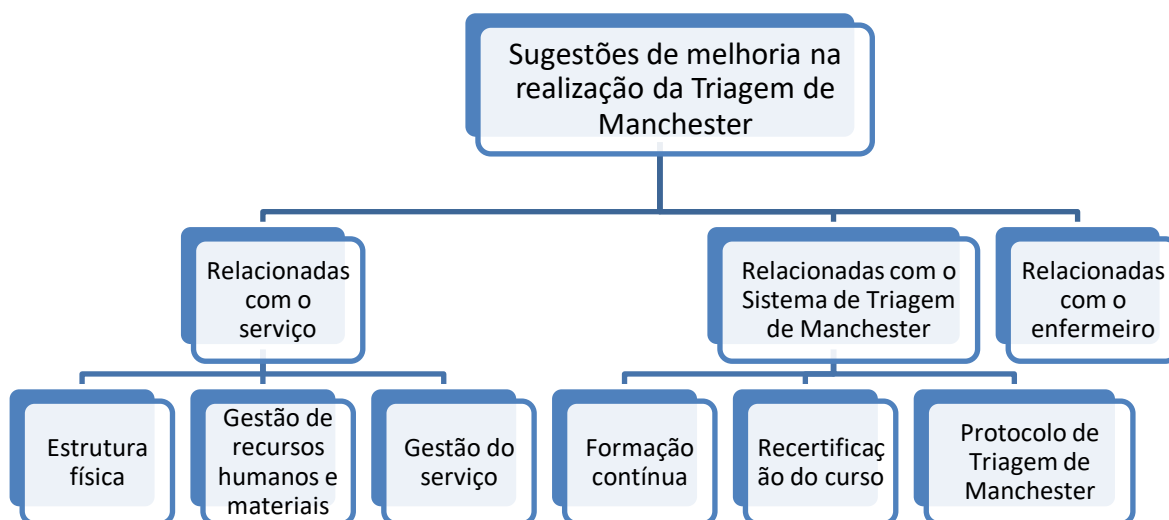 Sugestões de melhoria na
realização da Triagem de
Manchester
Relacionadas
com o
serviço
Relacionadas com o
Sistema de Triagem
de Manchester
Relacionadas
com o
enfermeiro
Estrutura
física
Gestão de
recursos
humanos e
materiais
Gestão do
serviço
Formação
contínua
Recertificaç
ão do curso
Protocolo de
Triagem de
Manchester